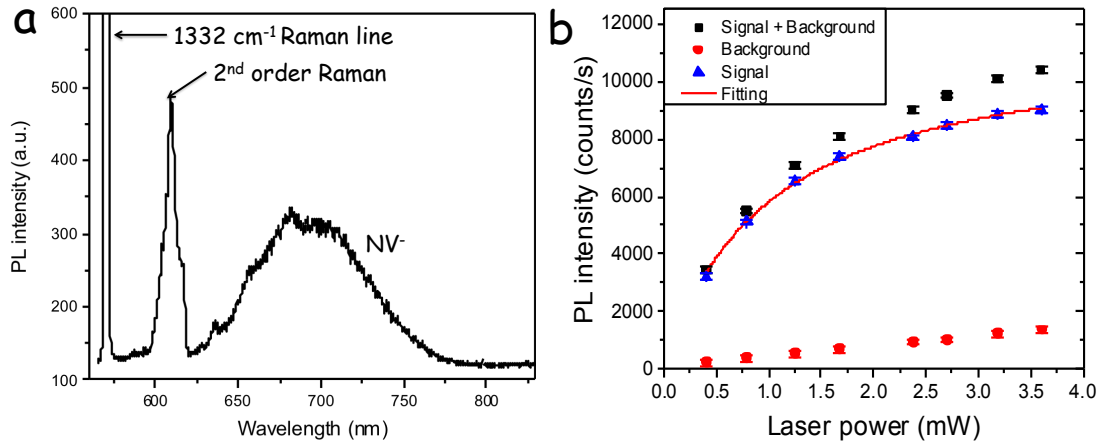 a
600
500
400
300
200
100
PL intensity (a.u.)
1332 cm⁻¹ Raman line
2ⁿᵈ order Raman
NV⁻
600
650
700
750
800
Wavelength (nm)
b
12000
10000
8000
6000
4000
2000
0
PL intensity (counts/s)
Signal + Background
Background
Signal
Fitting
0.0
0.5
1.0
1.5
2.0
2.5
3.0
3.5
4.0
Laser power (mW)